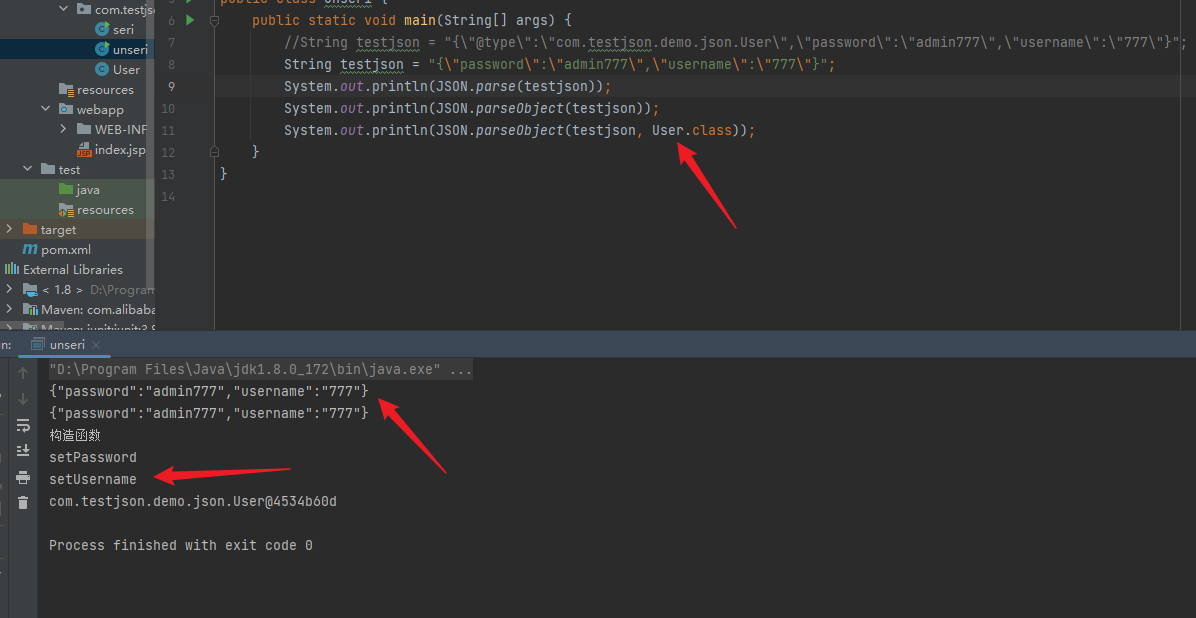 com.testjs
seri
unseri
User
resources
webapp
WEB-INF
index.jsp
test
java
resources
target
pom.xml
External Libraries
< 1.8 > D:\Program
Maven: com.alibaba
Maven: junit:junit:3.8
public class unseri {
6 public static void main(String[] args) {
7 //String testjson = "{\"@type\":\"com.testjson.demo.json.User\",\"password\":\"admin777\",\"username\":\"777\"}";
8 String testjson = "{\"password\":\"admin777\",\"username\":\"777\"}";
9 System.out.println(JSON.parse(testjson));
10 System.out.println(JSON.parseObject(testjson));
11 System.out.println(JSON.parseObject(testjson, User.class));
12 }
13 }
14
n: unseri ×
"D:\Program Files\Java\jdk1.8.0_172\bin\java.exe" ...
{"password":"admin777","username":"777"}
{"password":"admin777","username":"777"}
构造函数
setPassword
setUsername
com.testjson.demo.json.User@4534b60d
Process finished with exit code 0